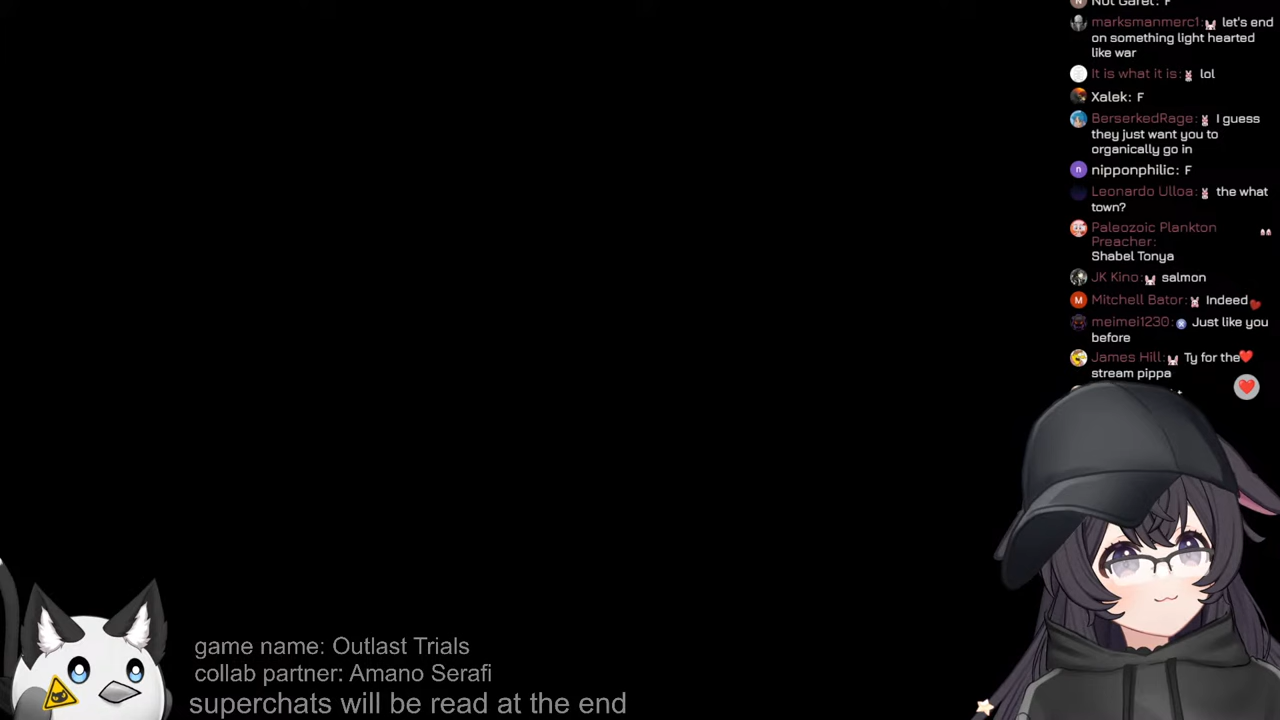 Not Garet: F
marksmanmerc1: let's end
on something light hearted
like war
It is what it is: lol
Xalek: F
BerserkedRage: I guess
they just want you to
organically go in
nipponphilic: F
Leonardo Ulloa: the what
town?
Paleozoic Plankton
Preacher:
Shabel Tonya
JK Kino: salmon
Mitchell Bator: Indeed
meimei1230: Just like you
before
James Hill: Ty for the
stream pippa
game name: Outlast Trials
collab partner: Amano Serafi
superchats will be read at the end